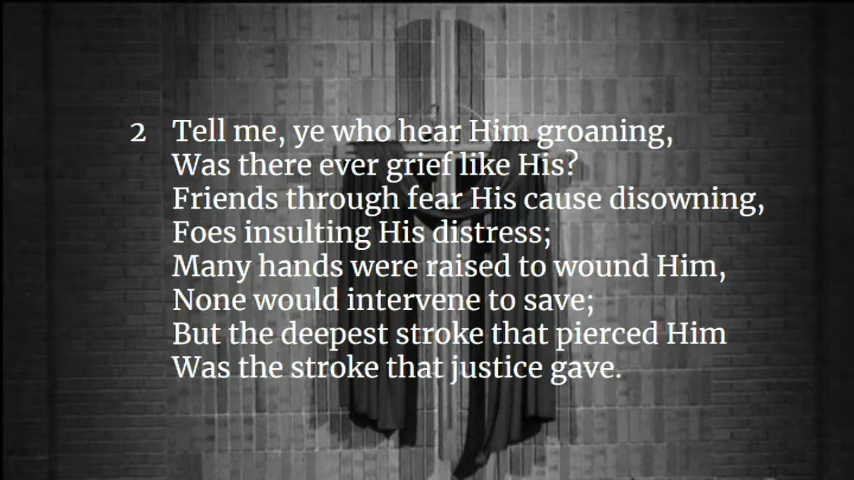 2 Tell me, ye who hear Him groaning,
Was there ever grief like His?
Friends through fear His cause disowning,
Foes insulting His distress;
Many hands were raised to wound Him,
None would intervene to save;
But the deepest stroke that pierced Him
Was the stroke that justice gave.